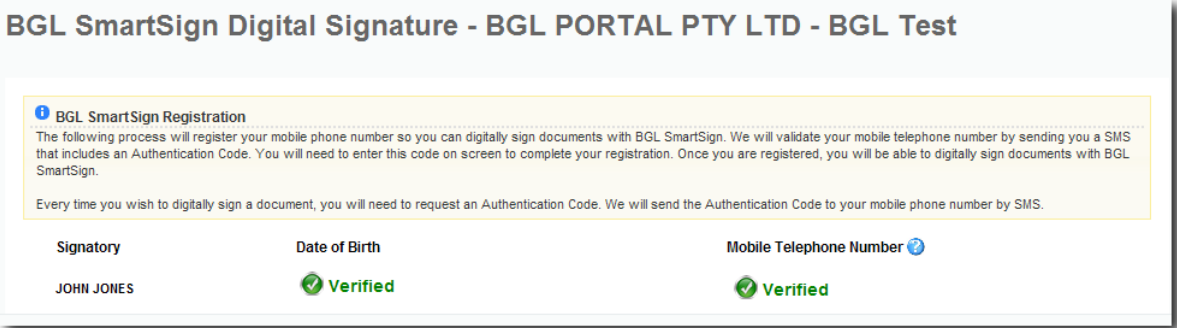 BGL SmartSign Digital Signature - BGL PORTAL PTY LTD - BGL Test
BGL SmartSign Registration
The following process will register your mobile phone number so you can digitally sign documents with BGL SmartSign. We will validate your mobile telephone number by sending you a SMS
that includes an Authentication Code. You will need to enter this code on screen to complete your registration. Once you are registered, you will be able to digitally sign documents with BGL
SmartSign.
Every time you wish to digitally sign a document, you will need to request an Authentication Code. We will send the Authentication Code to your mobile phone number by SMS.
Signatory Date of Birth Mobile Telephone Number ?
JOHN JONES Verified Verified